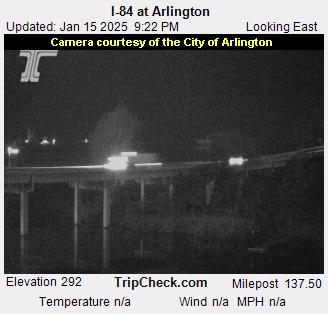 I-84 at Arlington
Updated: Jan 15 2025 9:22 PM Looking East
Camera courtesy of the City of Arlington
Elevation 292 TripCheck.com Milepost 137.50
Temperature n/a Wind n/a MPH n/a